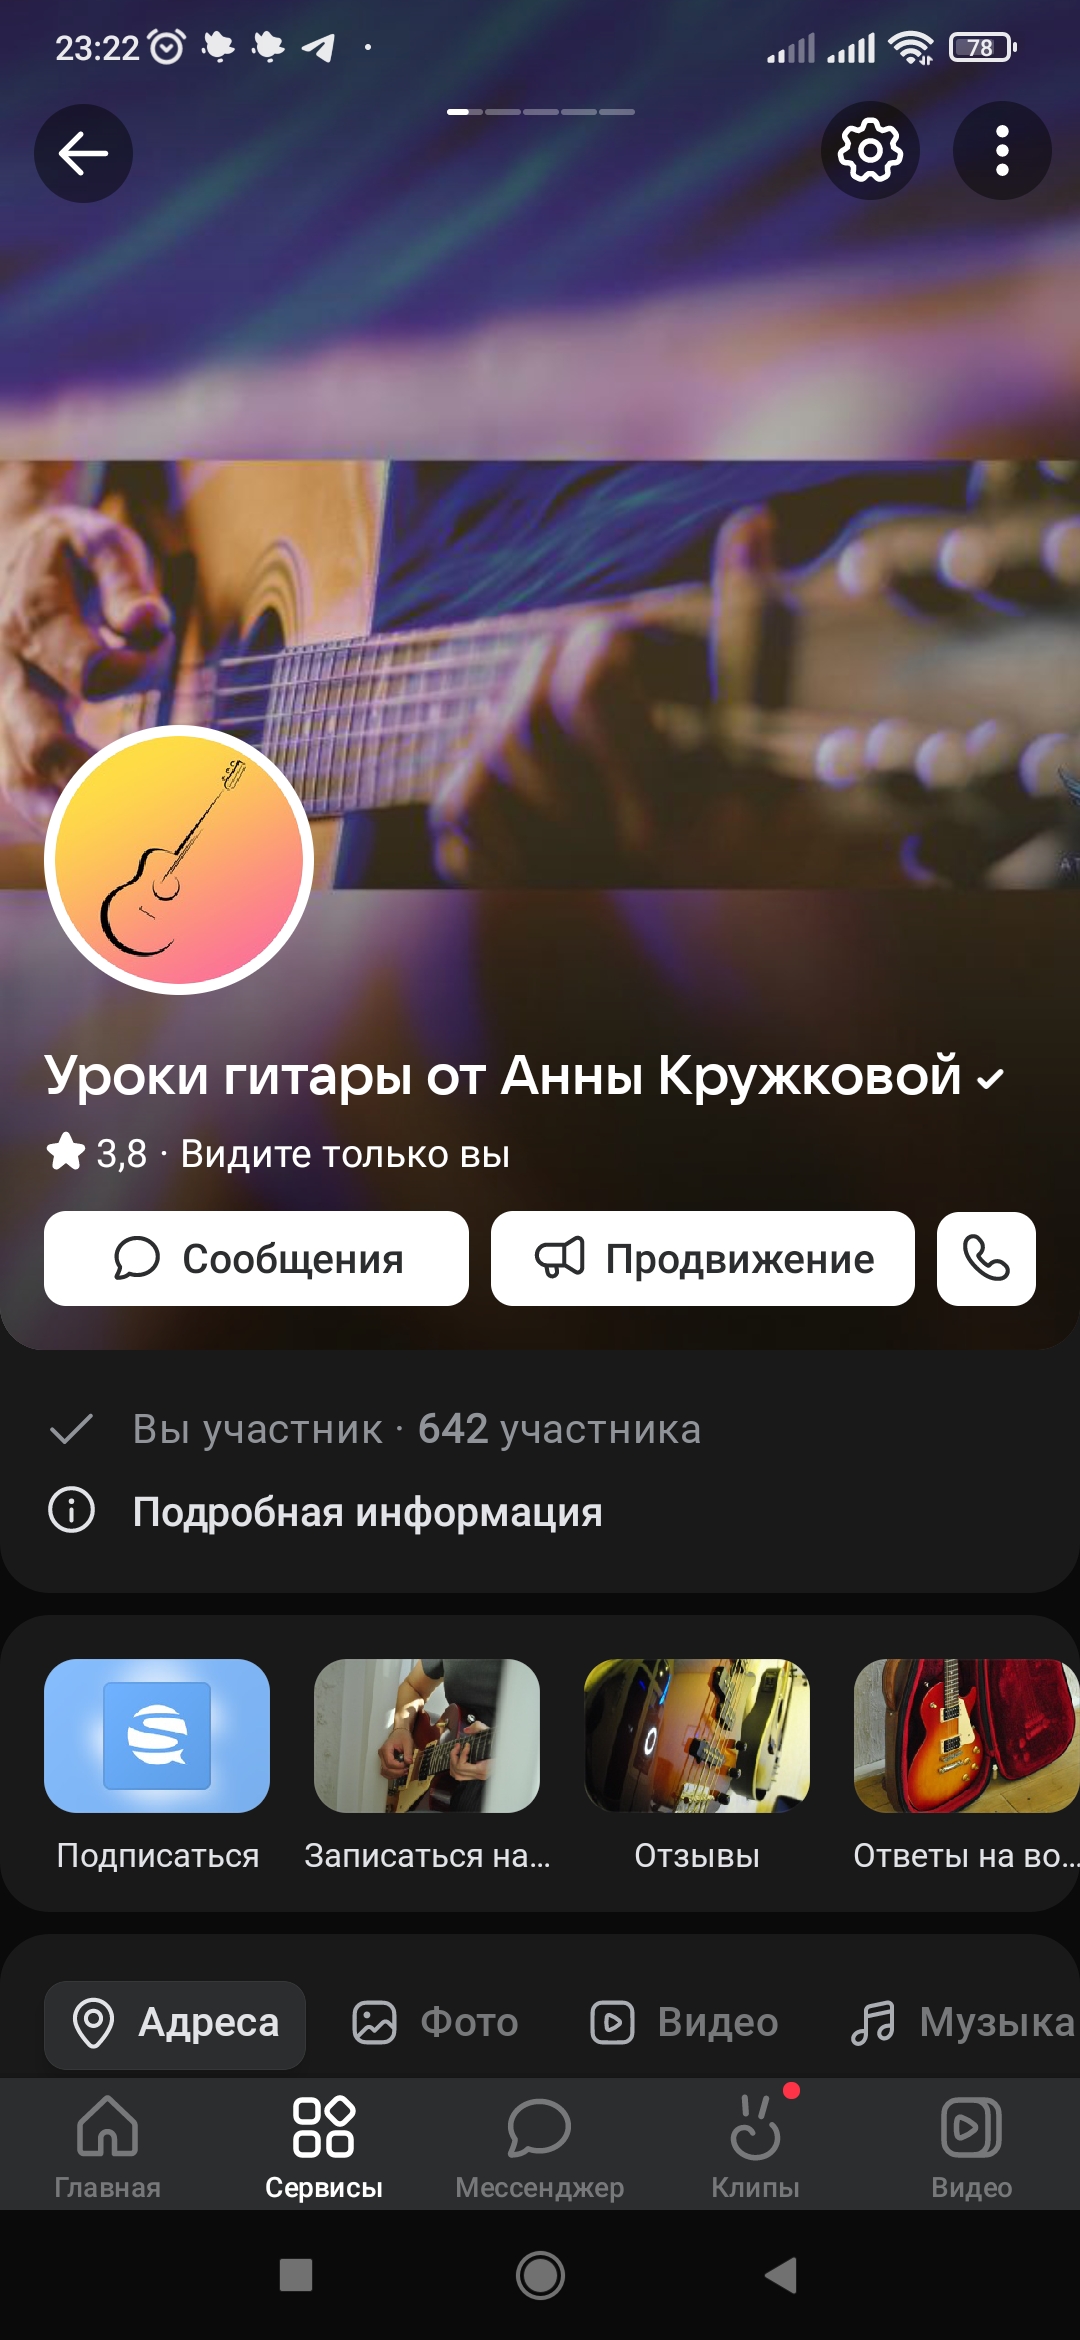 23:22
78
Уроки гитары от Анны Кружковой
3,8 · Видите только вы
Сообщения
Продвижение
Вы участник · 642 участника
Подробная информация
Подписаться
Записаться на...
Отзывы
Ответы на во...
Адреса
Фото
Видео
Музыка
Главная
Сервисы
Мессенджер
Клипы
Видео